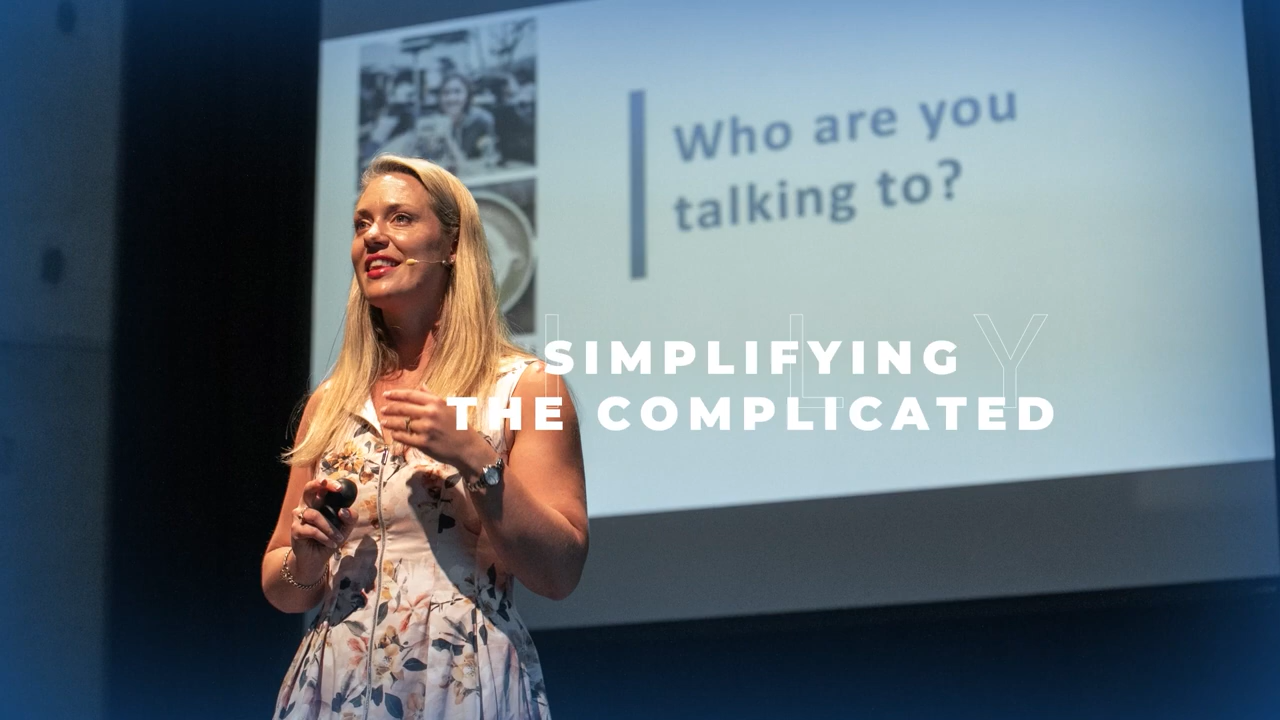 Who are you
talking to?
SIMPLIFYING
THE COMPLICATED
I L Y